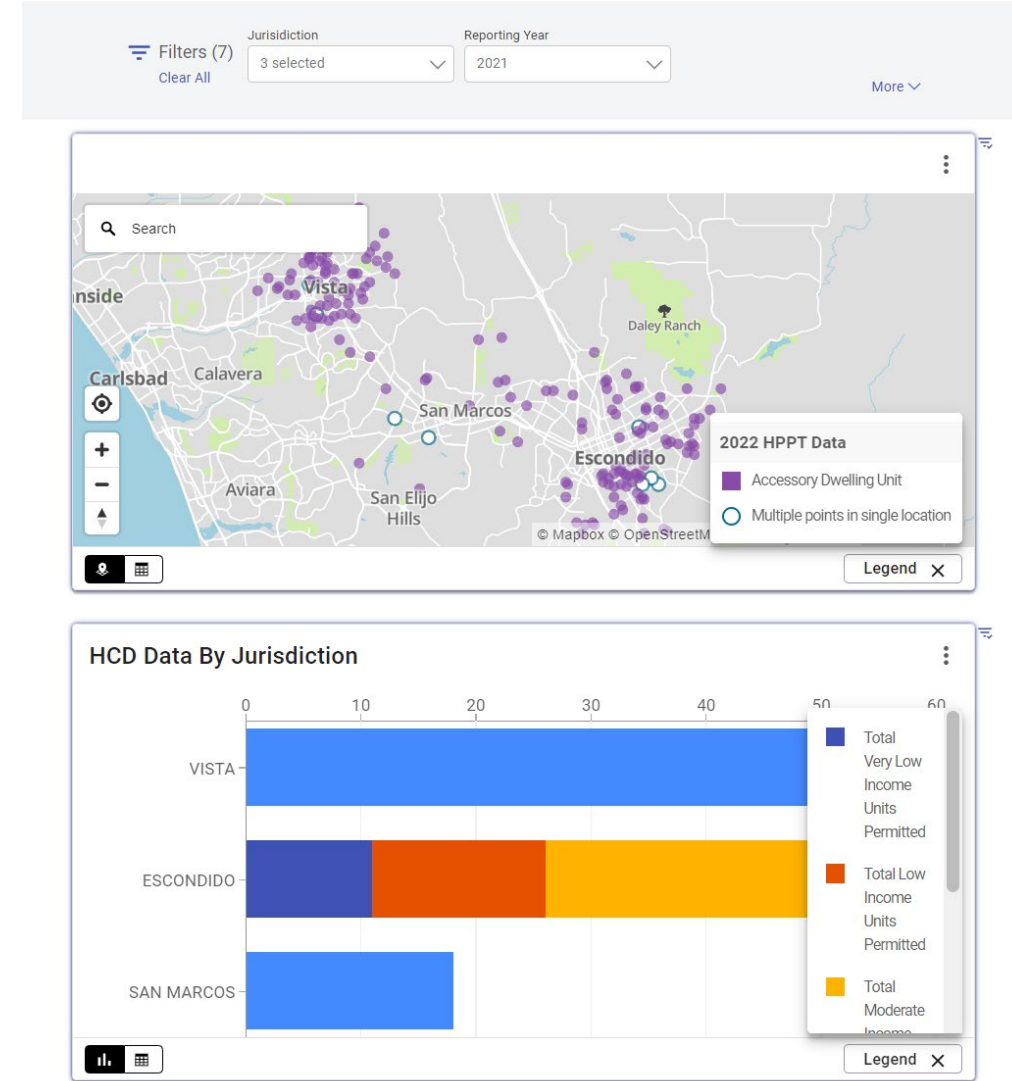 Jurisidiction
Reporting Year
Filters (7)
3 selected
2021
Clear All
More
Search
Vista
nside
Daley Ranch
Carlsbad
Calavera
San Marcos
2022 HPPT Data
Escondido
Accessory Dwelling Unit
Aviara
San Elijo
Hills
Multiple points in single location
© Mapbox © OpenStreetM
Legend
HCD Data By Jurisdiction
0 10 20 30 40 50 60
VISTA
ESCONDIDO
SAN MARCOS
Total
Very Low
Income
Units
Permitted
Total Low
Income
Units
Permitted
Total
Moderate
Income
Legend